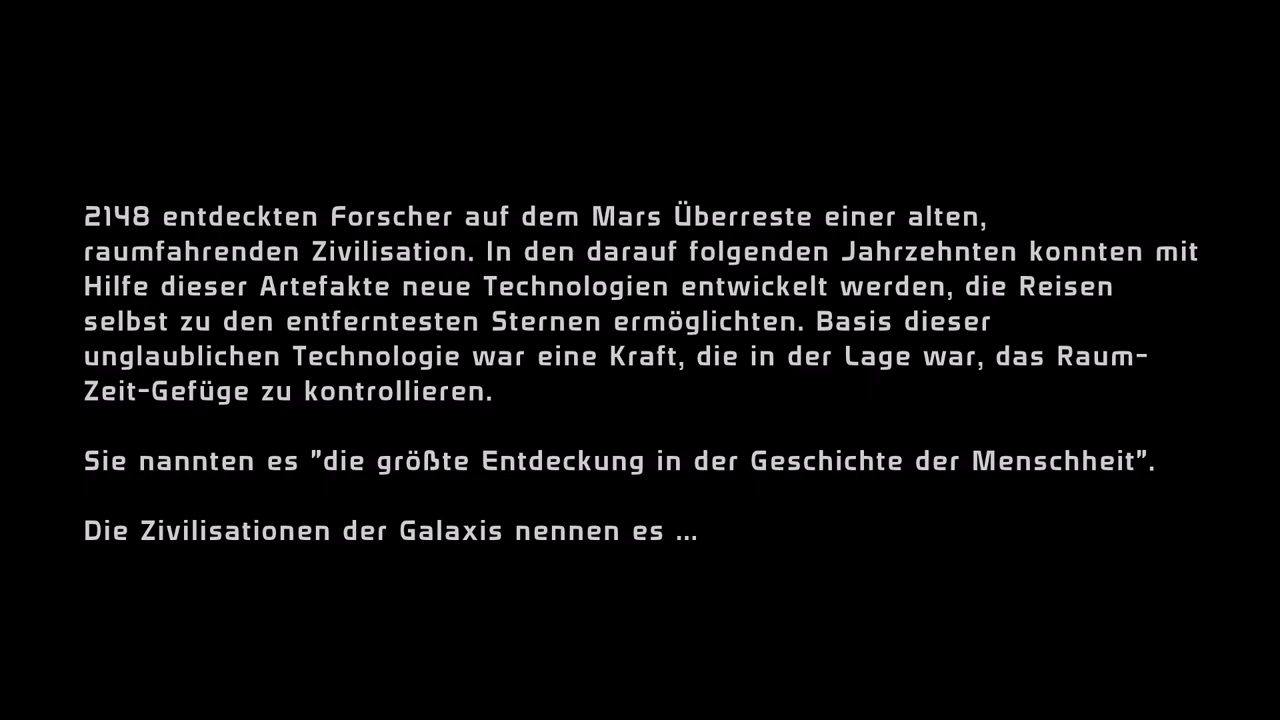 2148 entdeckten Forscher auf dem Mars Überreste einer alten,
raumfahrenden Zivilisation. In den darauf folgenden Jahrzehnten konnten mit
Hilfe dieser Artefakte neue Technologien entwickelt werden, die Reisen
selbst zu den entferntesten Sternen ermöglichten. Basis dieser
unglaublichen Technologie war eine Kraft, die in der Lage war, das Raum-
Zeit-Gefüge zu kontrollieren.
Sie nannten es "die größte Entdeckung in der Geschichte der Menschheit".
Die Zivilisationen der Galaxis nennen es ...